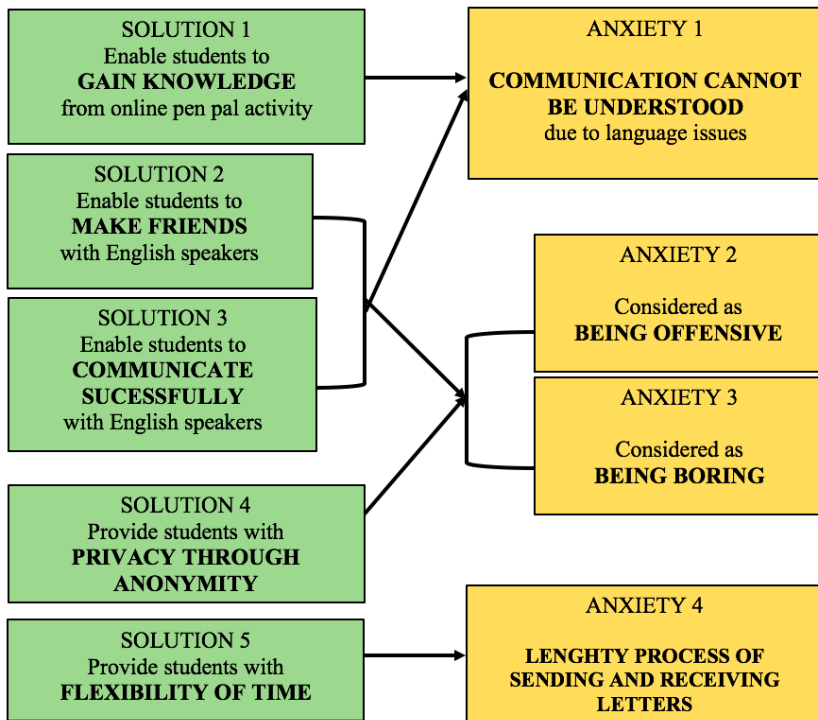 SOLUTION 1
Enable students to
GAIN KNOWLEDGE
from online pen pal activity
SOLUTION 2
Enable students to
MAKE FRIENDS
with English speakers
SOLUTION 3
Enable students to
COMMUNICATE
SUCESSFULLY
with English speakers
SOLUTION 4
Provide students with
PRIVACY THROUGH
ANONYMITY
SOLUTION 5
Provide students with
FLEXIBILITY OF TIME
ANXIETY 1
COMMUNICATION CANNOT
BE UNDERSTOOD
due to language issues
ANXIETY 2
Considered as
BEING OFFENSIVE
ANXIETY 3
Considered as
BEING BORING
ANXIETY 4
LENGHTY PROCESS OF
SENDING AND RECEIVING
LETTERS